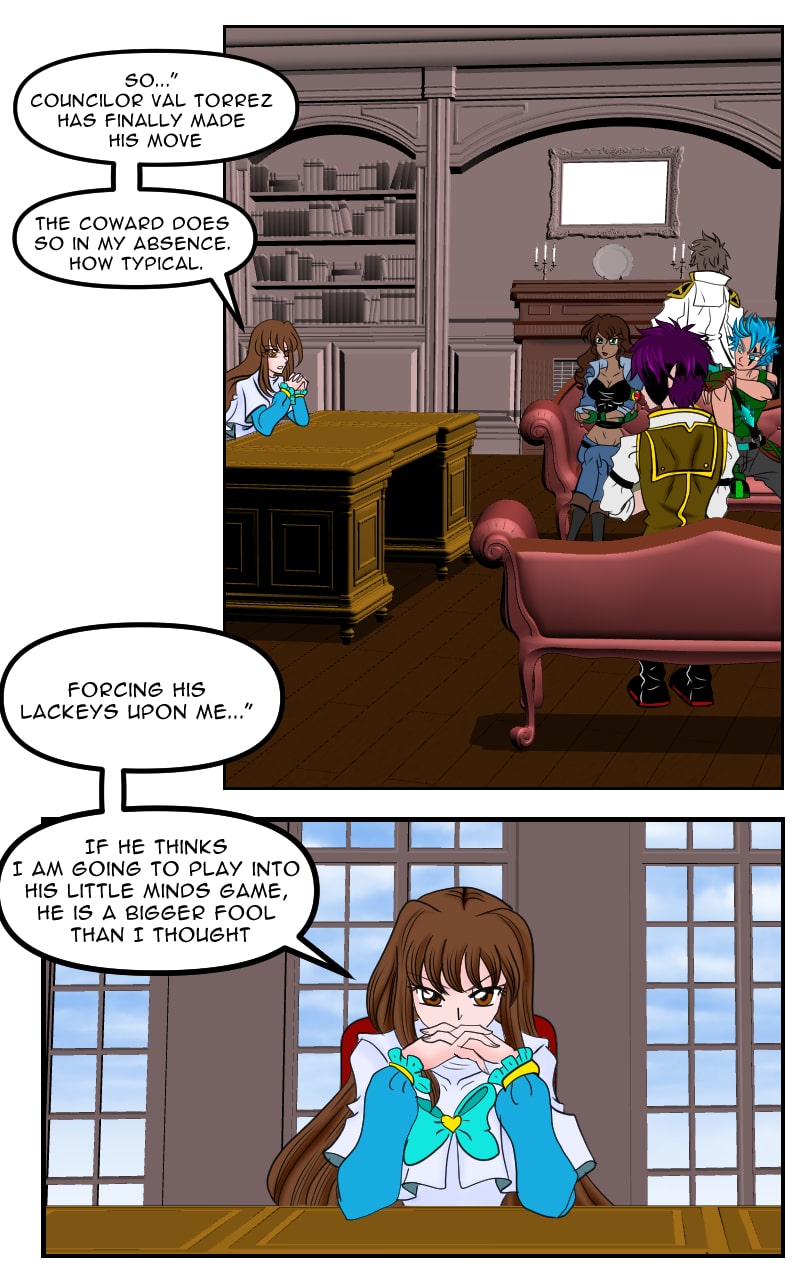 SO..."
COUNCILOR VAL TORREZ
HAS FINALLY MADE
HIS MOVE
THE COWARD DOES
SO IN MY ABSENCE.
HOW TYPICAL.
FORCING HIS
LACKEYS UPON ME..."
IF HE THINKS
I AM GOING TO PLAY INTO
HIS LITTLE MINDS GAME,
HE IS A BIGGER FOOL
THAN I THOUGHT